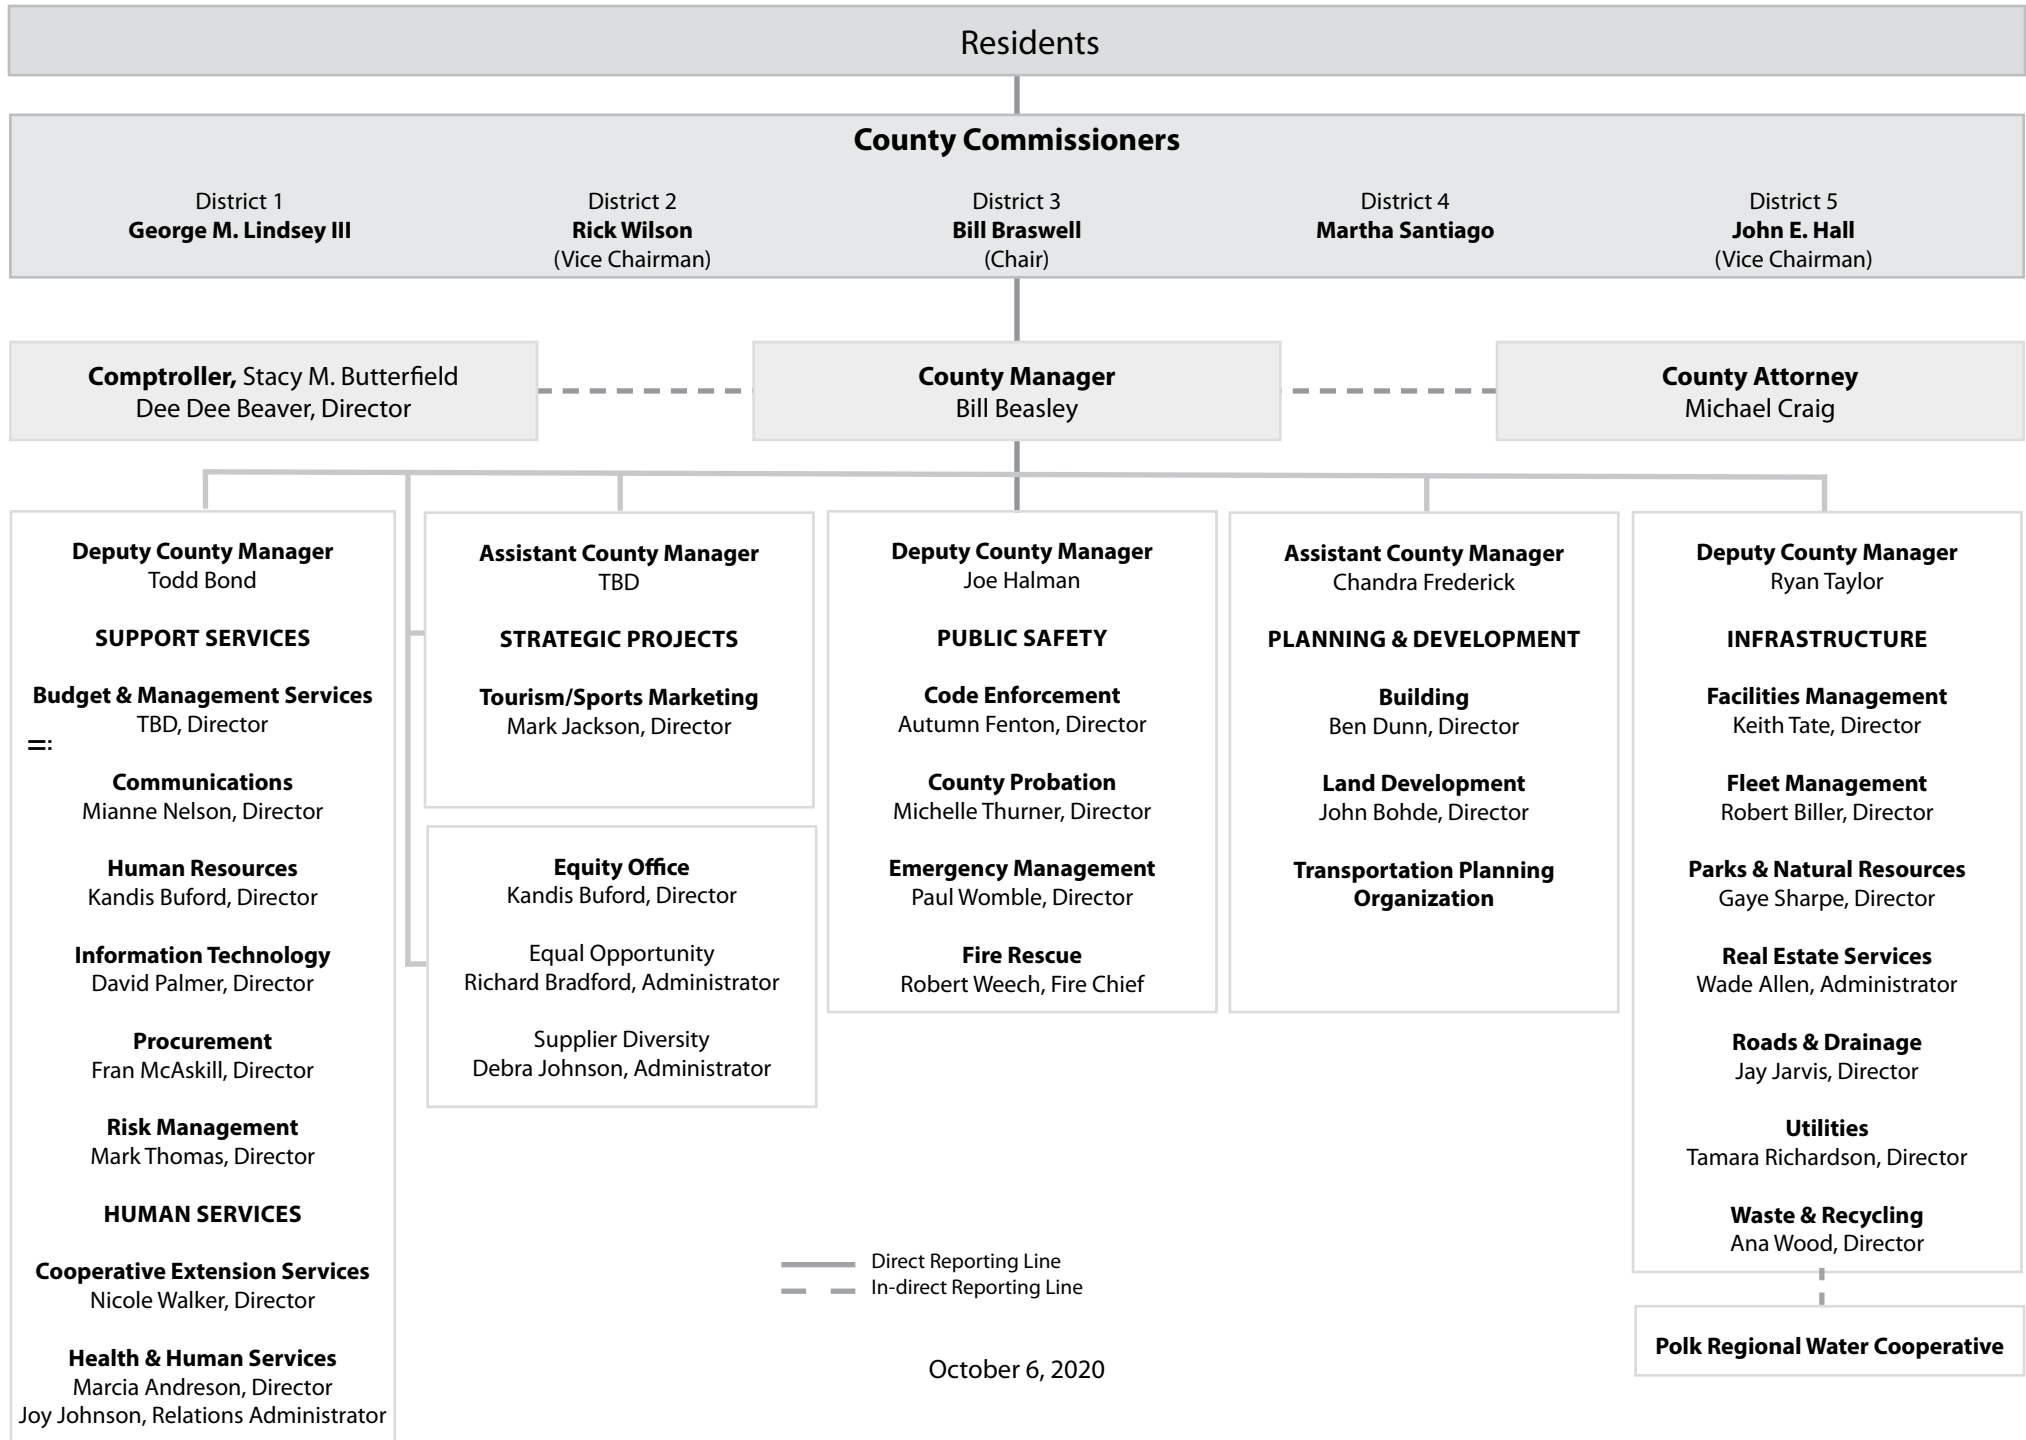 Residents
County Commissioners
District 1
George M. Lindsey III
District 2
Rick Wilson
(Vice Chairman)
District 3
Bill Braswell
(Chair)
District 4
Martha Santiago
District 5
John E. Hall
(Vice Chairman)
Comptroller, Stacy M. Butterfield
Dee Dee Beaver, Director
County Manager
Bill Beasley
County Attorney
Michael Craig
Deputy County Manager
Todd Bond
SUPPORT SERVICES
Budget & Management Services
TBD, Director
Communications
Mianne Nelson, Director
Human Resources
Kandis Buford, Director
Information Technology
David Palmer, Director
Procurement
Fran McAskill, Director
Risk Management
Mark Thomas, Director
HUMAN SERVICES
Cooperative Extension Services
Nicole Walker, Director
Health & Human Services
Marcia Andreson, Director
Joy Johnson, Relations Administrator
Assistant County Manager
TBD
STRATEGIC PROJECTS
Tourism/Sports Marketing
Mark Jackson, Director
Equity Office
Kandis Buford, Director
Equal Opportunity
Richard Bradford, Administrator
Supplier Diversity
Debra Johnson, Administrator
Deputy County Manager
Joe Halman
PUBLIC SAFETY
Code Enforcement
Autumn Fenton, Director
County Probation
Michelle Thurner, Director
Emergency Management
Paul Womble, Director
Fire Rescue
Robert Weech, Fire Chief
Assistant County Manager
Chandra Frederick
PLANNING & DEVELOPMENT
Building
Ben Dunn, Director
Land Development
John Bohde, Director
Transportation Planning
Organization
Deputy County Manager
Ryan Taylor
INFRASTRUCTURE
Facilities Management
Keith Tate, Director
Fleet Management
Robert Biller, Director
Parks & Natural Resources
Gaye Sharpe, Director
Real Estate Services
Wade Allen, Administrator
Roads & Drainage
Jay Jarvis, Director
Utilities
Tamara Richardson, Director
Waste & Recycling
Ana Wood, Director
Polk Regional Water Cooperative
Direct Reporting Line
In-direct Reporting Line
October 6, 2020